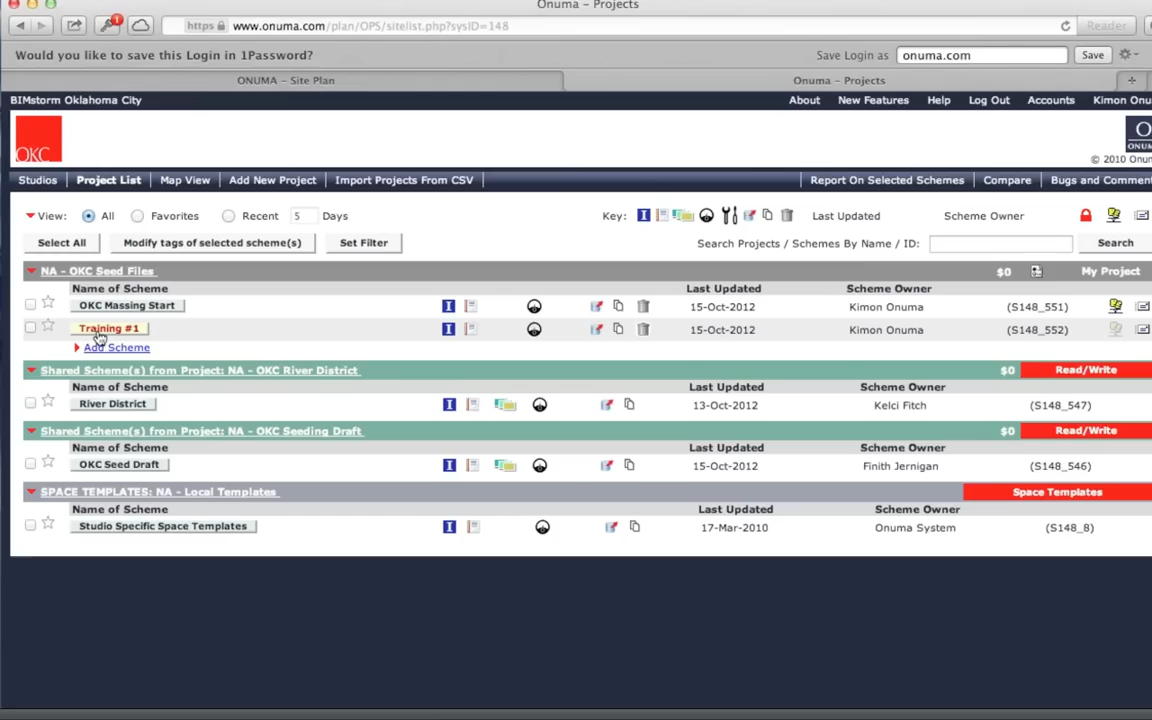 Onuma – Projects
1
https www.onuma.com/plan/OPS/sitelist.php?sysID=148
Reader
Would you like to save this Login in 1Password?
Save Login as onuma.com Save
ONUMA – Site Plan
Onuma – Projects
+
BIMstorm Oklahoma City
About New Features Help Log Out Accounts Kimon Onu
OKC
O
ONUM
© 2010 Onum
Studios Project List Map View Add New Project Import Projects From CSV
Report On Selected Schemes Compare Bugs and Commen
View: All Favorites Recent 5 Days
Key: I Last Updated Scheme Owner
Select All Modify tags of selected scheme(s) Set Filter
Search Projects / Schemes By Name / ID: Search
NA - OKC Seed Files $0 My Project
Name of Scheme Last Updated Scheme Owner
OKC Massing Start I 15-Oct-2012 Kimon Onuma (S148_551)
Training #1 I 15-Oct-2012 Kimon Onuma (S148_552)
Add Scheme
Shared Scheme(s) from Project: NA - OKC River District $0 Read/Write
Name of Scheme Last Updated Scheme Owner
River District I 13-Oct-2012 Kelci Fitch (S148_547)
Shared Scheme(s) from Project: NA - OKC Seeding Draft $0 Read/Write
Name of Scheme Last Updated Scheme Owner
OKC Seed Draft I 15-Oct-2012 Finith Jernigan (S148_546)
SPACE TEMPLATES: NA - Local Templates Space Templates
Name of Scheme Last Updated Scheme Owner
Studio Specific Space Templates I 17-Mar-2010 Onuma System (S148_8)